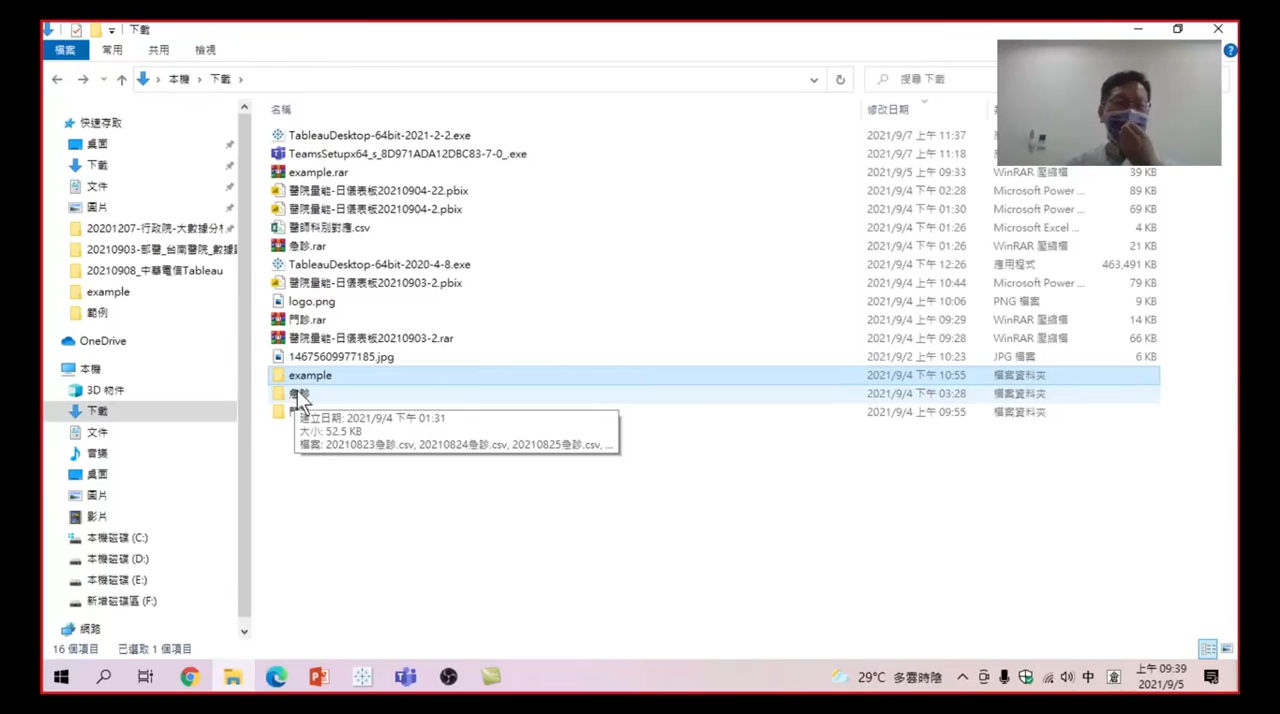 下載
檔案 常用 共用 檢視
本機 下載
搜尋 下載
名稱 修改日期
快速存取
桌面
下載
文件
圖片
20201207-行政院-大數據分
20210903-部醫_台南醫院_數據
20210908_中華電信Tableau
example
範例
OneDrive
本機
3D 物件
下載
文件
音樂
桌面
圖片
影片
本機磁碟 (C:)
本機磁碟 (D:)
本機磁碟 (E:)
新增磁碟區 (F:)
網路
TableauDesktop-64bit-2021-2-2.exe 2021/9/7 上午 11:37
TeamsSetupx64_s_8D971ADA12DBC83-7-0_.exe 2021/9/7 上午 11:18
example.rar 2021/9/5 上午 09:33 WinRAR 壓縮檔 39 KB
醫院量能-日儀表板20210904-22.pbix 2021/9/4 下午 02:28 Microsoft Power ... 89 KB
醫院量能-日儀表板20210904-2.pbix 2021/9/4 下午 01:30 Microsoft Power ... 69 KB
醫師科別對應.csv 2021/9/4 下午 01:26 Microsoft Excel ... 4 KB
急診.rar 2021/9/4 下午 01:26 WinRAR 壓縮檔 21 KB
TableauDesktop-64bit-2020-4-8.exe 2021/9/4 下午 12:26 應用程式 463,491 KB
醫院量能-日儀表板20210903-2.pbix 2021/9/4 上午 10:44 Microsoft Power ... 79 KB
logo.png 2021/9/4 上午 10:06 PNG 檔案 9 KB
門診.rar 2021/9/4 上午 09:29 WinRAR 壓縮檔 14 KB
醫院量能-日儀表板20210903-2.rar 2021/9/4 上午 09:28 WinRAR 壓縮檔 66 KB
14675609977185.jpg 2021/9/2 上午 10:23 JPG 檔案 6 KB
example 2021/9/4 下午 10:55 檔案資料夾
急診 2021/9/4 下午 03:28 檔案資料夾
2021/9/4 上午 09:55 檔案資料夾
建立日期: 2021/9/4 下午 01:31
大小: 52.5 KB
檔案: 20210823急診.csv, 20210824急診.csv, 20210825急診.csv, ...
16 個項目 已選取 1 個項目
29°C 多雲時陰 中 倉 上午 09:39
2021/9/5